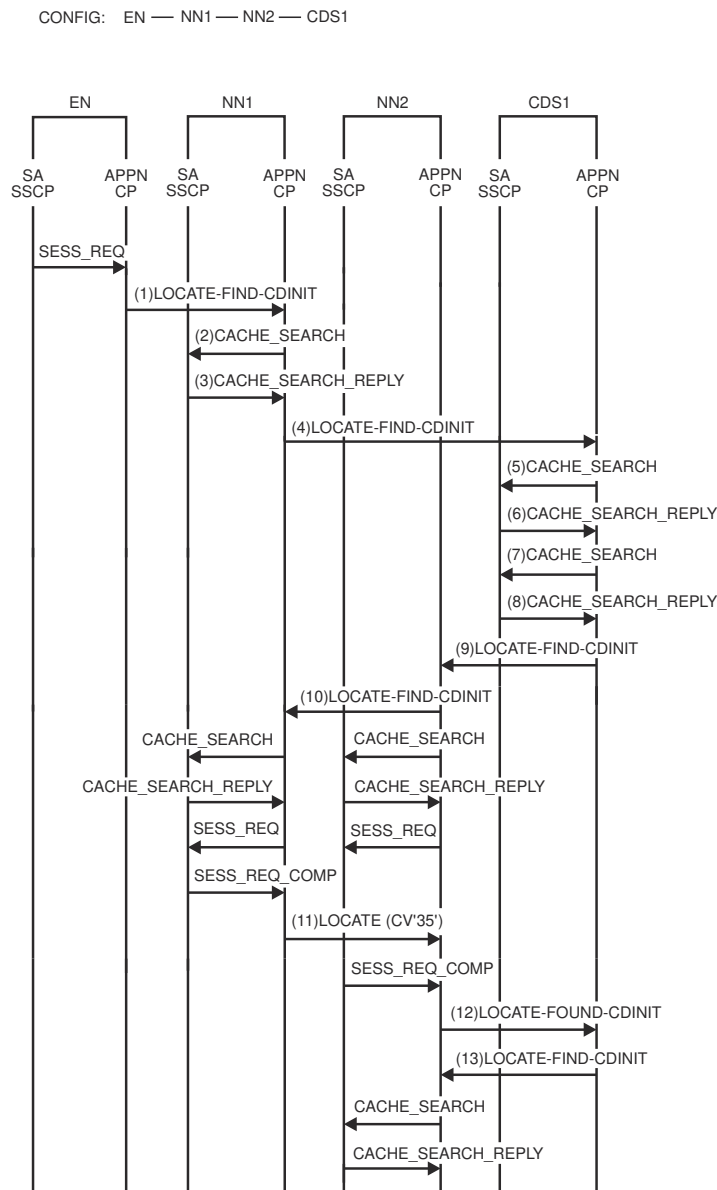 CONFIG: EN — NN1 — NN2 — CDS1
EN NN1 NN2 CDS1
SA APPN SA APPN SA APPN SA APPN
SSCP CP SSCP CP SSCP CP SSCP CP
SESS_REQ
(1)LOCATE-FIND-CDINIT
(2)CACHE_SEARCH
(3)CACHE_SEARCH_REPLY
(4)LOCATE-FIND-CDINIT
(5)CACHE_SEARCH
(6)CACHE_SEARCH_REPLY
(7)CACHE_SEARCH
(8)CACHE_SEARCH_REPLY
(9)LOCATE-FIND-CDINIT
(10)LOCATE-FIND-CDINIT
CACHE_SEARCH CACHE_SEARCH
CACHE_SEARCH_REPLY CACHE_SEARCH_REPLY
SESS_REQ SESS_REQ
SESS_REQ_COMP
(11)LOCATE (CV'35')
SESS_REQ_COMP
(12)LOCATE-FOUND-CDINIT
(13)LOCATE-FIND-CDINIT
CACHE_SEARCH
CACHE_SEARCH_REPLY